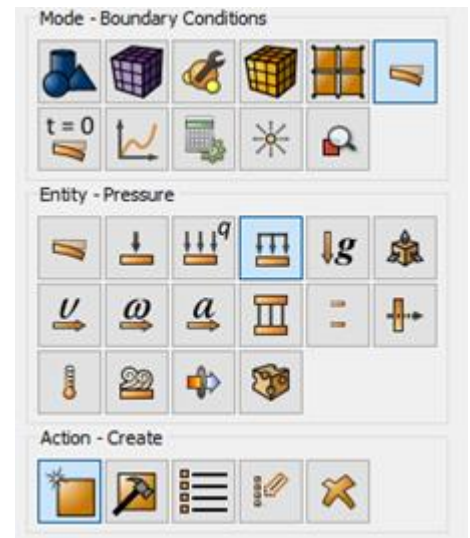 Mode - Boundary Conditions
t = 0
Entity - Pressure
q
g
υ ω a
Action - Create